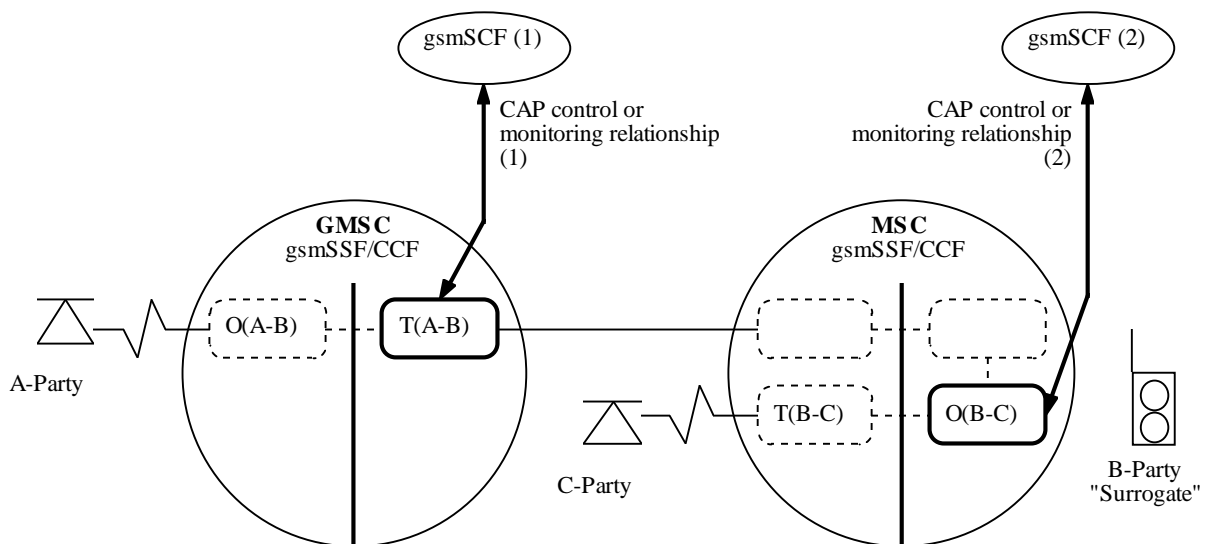 gsmSCF (1)
gsmSCF (2)
CAP control or
monitoring relationship
(1)
CAP control or
monitoring relationship
(2)
GMSC
gsmSSF/CCF
MSC
gsmSSF/CCF
O(A-B)
T(A-B)
A-Party
T(B-C)
O(B-C)
C-Party
B-Party
"Surrogate"